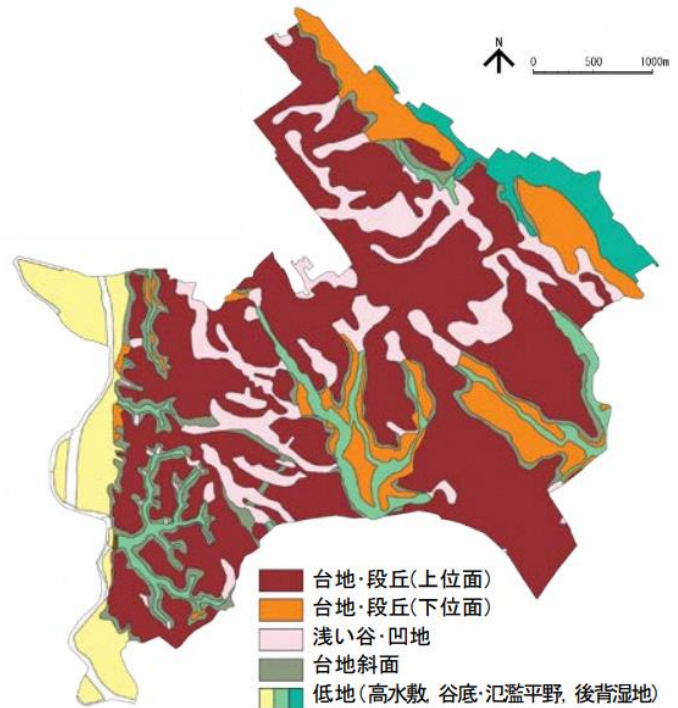 N
0 500 1000m
台地・段丘(上位面)
台地・段丘(下位面)
浅い谷・凹地
台地斜面
低地(高水敷, 谷底・氾濫平野, 後背湿地)